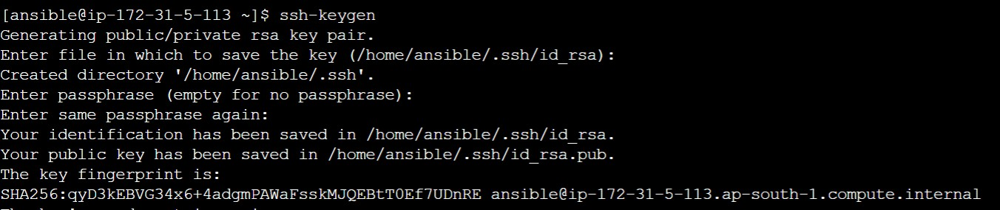 [ansible@ip-172-31-5-113 ~]$ ssh-keygen
Generating public/private rsa key pair.
Enter file in which to save the key (/home/ansible/.ssh/id_rsa):
Created directory '/home/ansible/.ssh'.
Enter passphrase (empty for no passphrase):
Enter same passphrase again:
Your identification has been saved in /home/ansible/.ssh/id_rsa.
Your public key has been saved in /home/ansible/.ssh/id_rsa.pub.
The key fingerprint is:
SHA256:qyD3kEBVG34x6+4adgmPAWaFsskMJQEBtT0Ef7UDnRE ansible@ip-172-31-5-113.ap-south-1.compute.internal